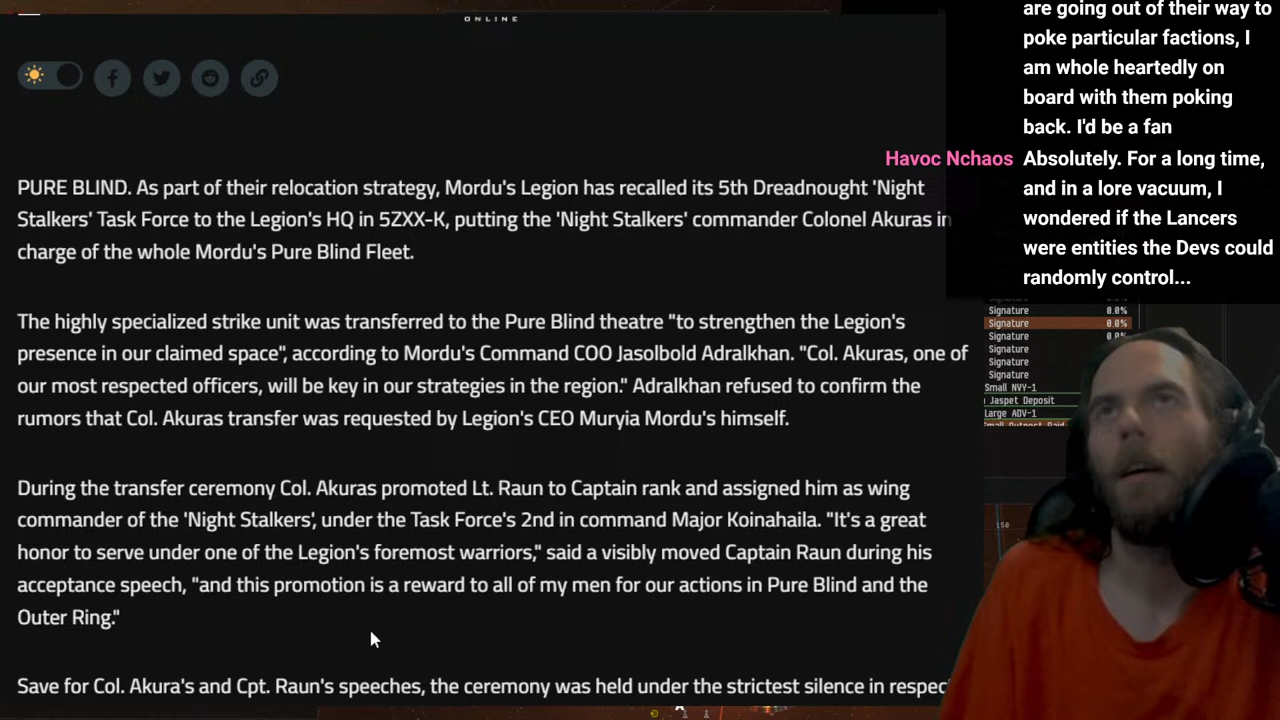 ONLINE
PURE BLIND. As part of their relocation strategy, Mordu's Legion has recalled its 5th Dreadnought 'Night
Stalkers' Task Force to the Legion's HQ in 5ZXX-K, putting the 'Night Stalkers' commander Colonel Akuras in
charge of the whole Mordu's Pure Blind Fleet.
The highly specialized strike unit was transferred to the Pure Blind theatre "to strengthen the Legion's
presence in our claimed space", according to Mordu's Command COO Jasolbold Adralkhan. "Col. Akuras, one of
our most respected officers, will be key in our strategies in the region." Adralkhan refused to confirm the
rumors that Col. Akuras transfer was requested by Legion's CEO Muryia Mordu's himself.
During the transfer ceremony Col. Akuras promoted Lt. Raun to Captain rank and assigned him as wing
commander of the 'Night Stalkers', under the Task Force's 2nd in command Major Koinahaila. "It's a great
honor to serve under one of the Legion's foremost warriors," said a visibly moved Captain Raun during his
acceptance speech, "and this promotion is a reward to all of my men for our actions in Pure Blind and the
Outer Ring."
Save for Col. Akura's and Cpt. Raun's speeches, the ceremony was held under the strictest silence in respec
are going out of their way to
poke particular factions, I
am whole heartedly on
board with them poking
back. I'd be a fan
Havoc Nchaos Absolutely. For a long time,
and in a lore vacuum, I
wondered if the Lancers
were entities the Devs could
randomly control...
Signature 0.0%
Signature 0.0%
Signature 0.0%
Signature
Signature
Signature
Small NVY-1
Jaspet Deposit
Large ADV-1
Small Outpost Raid
150